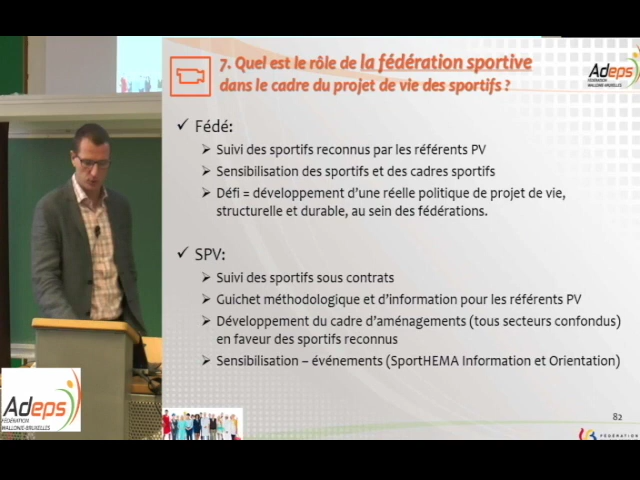 7. Quel est le rôle de la fédération sportive
dans le cadre du projet de vie des sportifs ?
Adeps
FÉDÉRATION
WALLONIE-BRUXELLES
✓ Fédé:
➢ Suivi des sportifs reconnus par les référents PV
➢ Sensibilisation des sportifs et des cadres sportifs
➢ Défi = développement d'une réelle politique de projet de vie,
structurelle et durable, au sein des fédérations.
✓ SPV:
➢ Suivi des sportifs sous contrats
➢ Guichet méthodologique et d'information pour les référents PV
➢ Développement du cadre d'aménagements (tous secteurs confondus)
en faveur des sportifs reconnus
➢ Sensibilisation – événements (SportHEMA Information et Orientation)
82
FÉDÉRATION
Adeps
FÉDÉRATION
WALLONIE-BRUXELLES